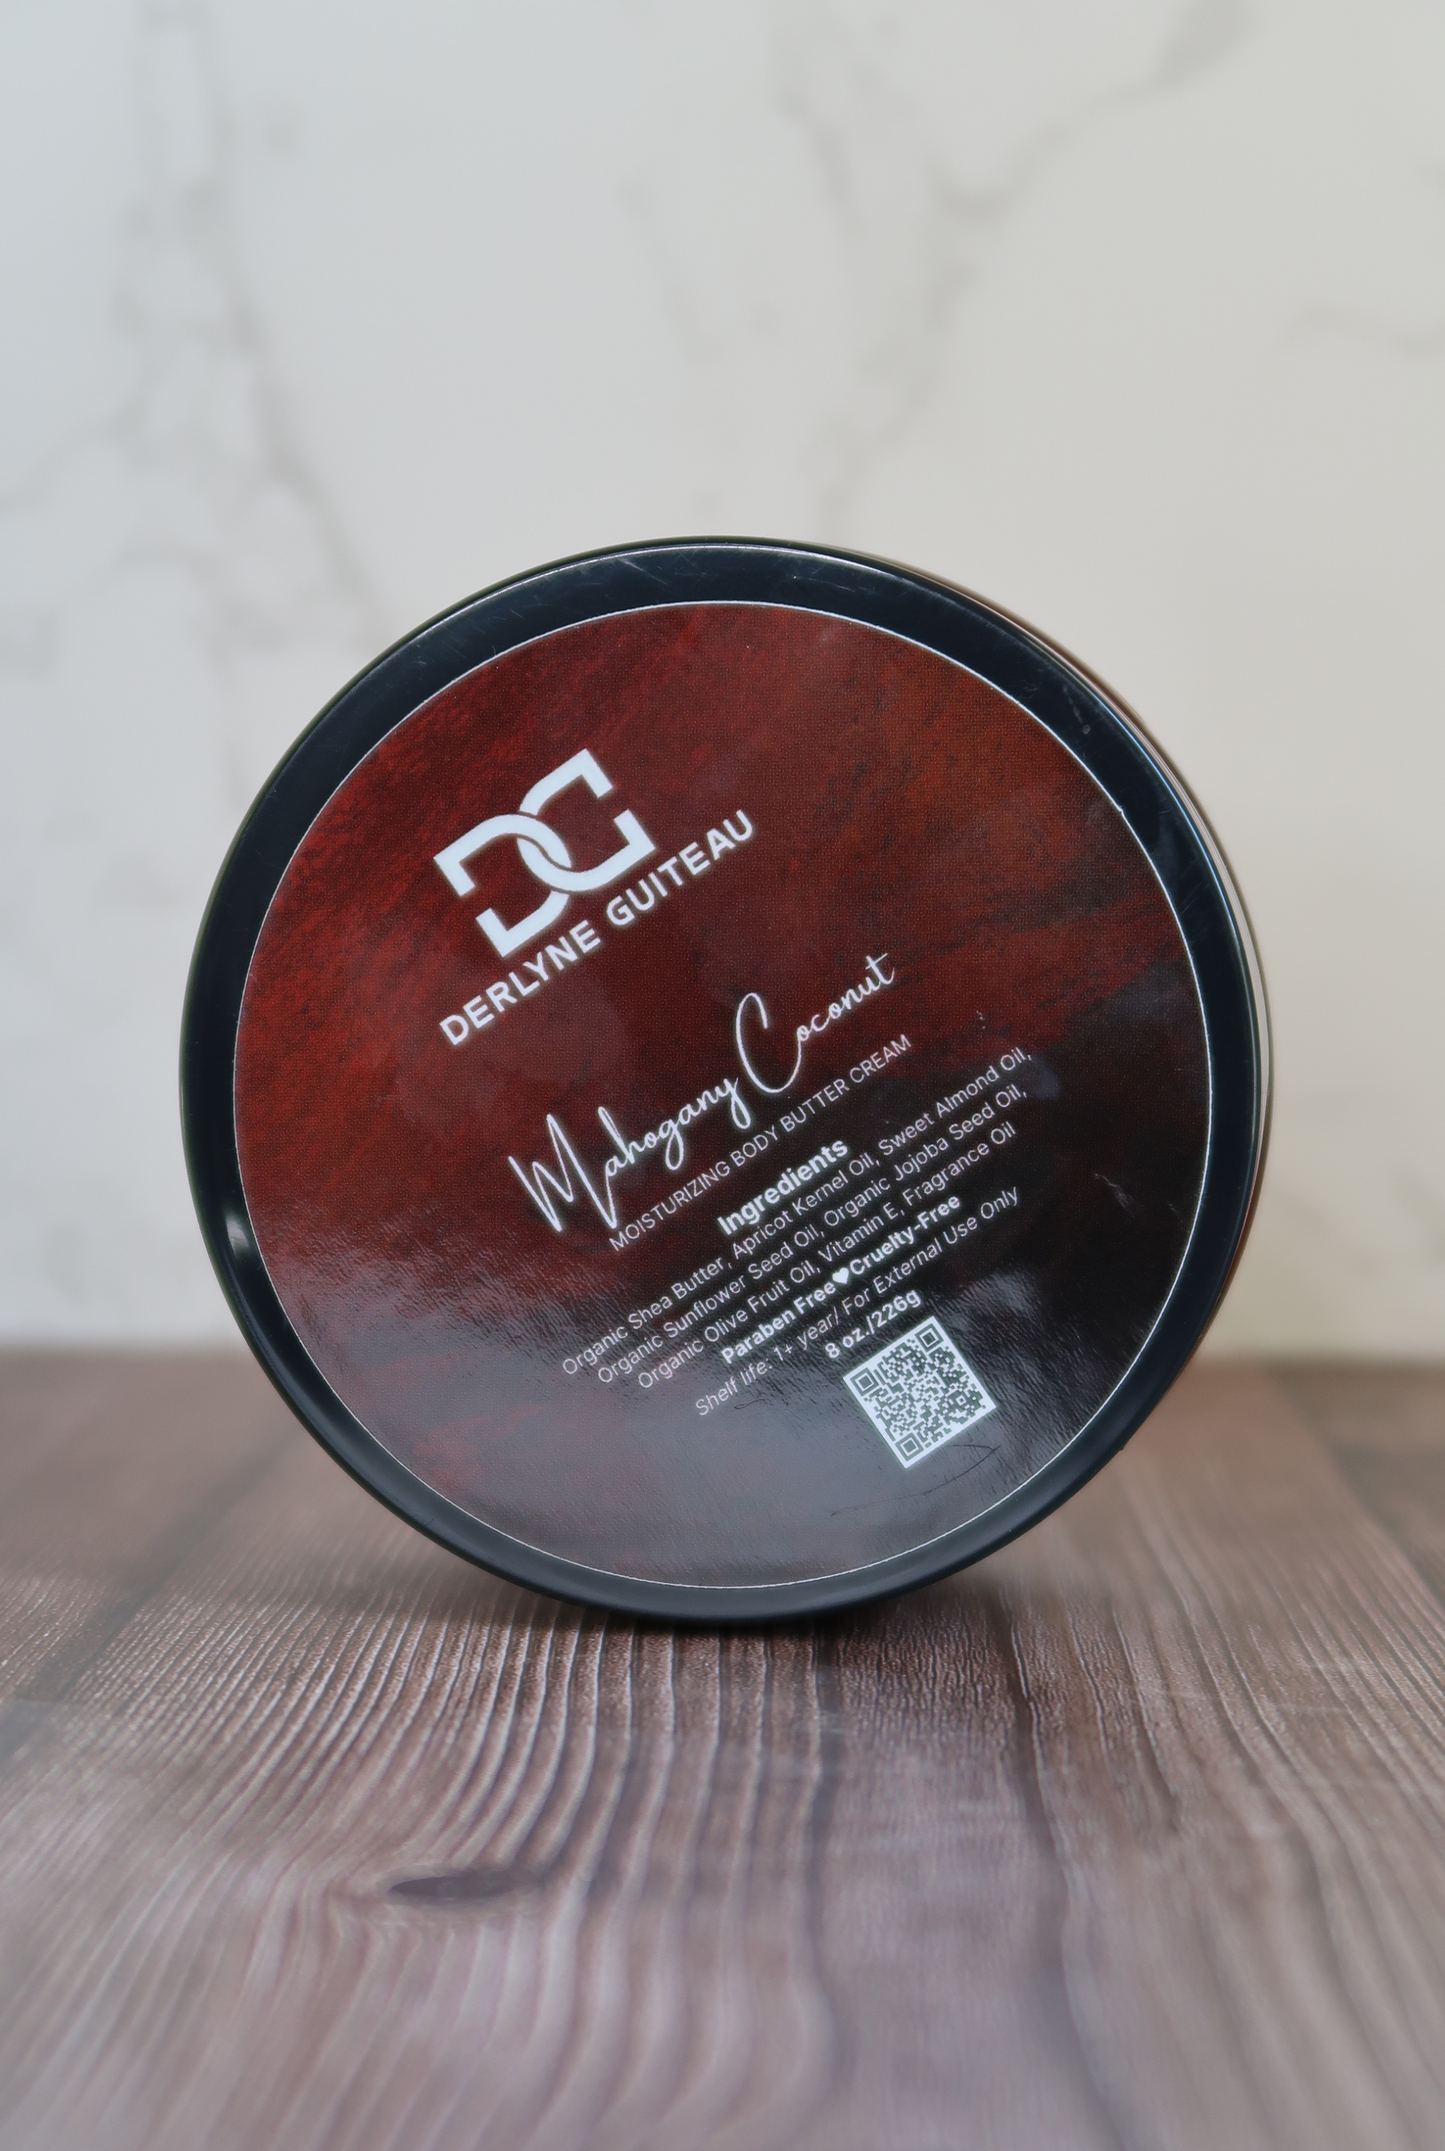 DG
DERLYNE GUITEAU
Mahogany Coconut
MOISTURIZING BODY BUTTER CREAM
Ingredients
Organic Shea Butter, Apricot Kernel Oil, Sweet Almond Oil,
Organic Sunflower Seed Oil, Organic Jojoba Seed Oil,
Organic Olive Fruit Oil, Vitamin E, Fragrance Oil
Paraben Free♥Cruelty-Free
Shelf life: 1+ year/ For External Use Only
8 oz./226g